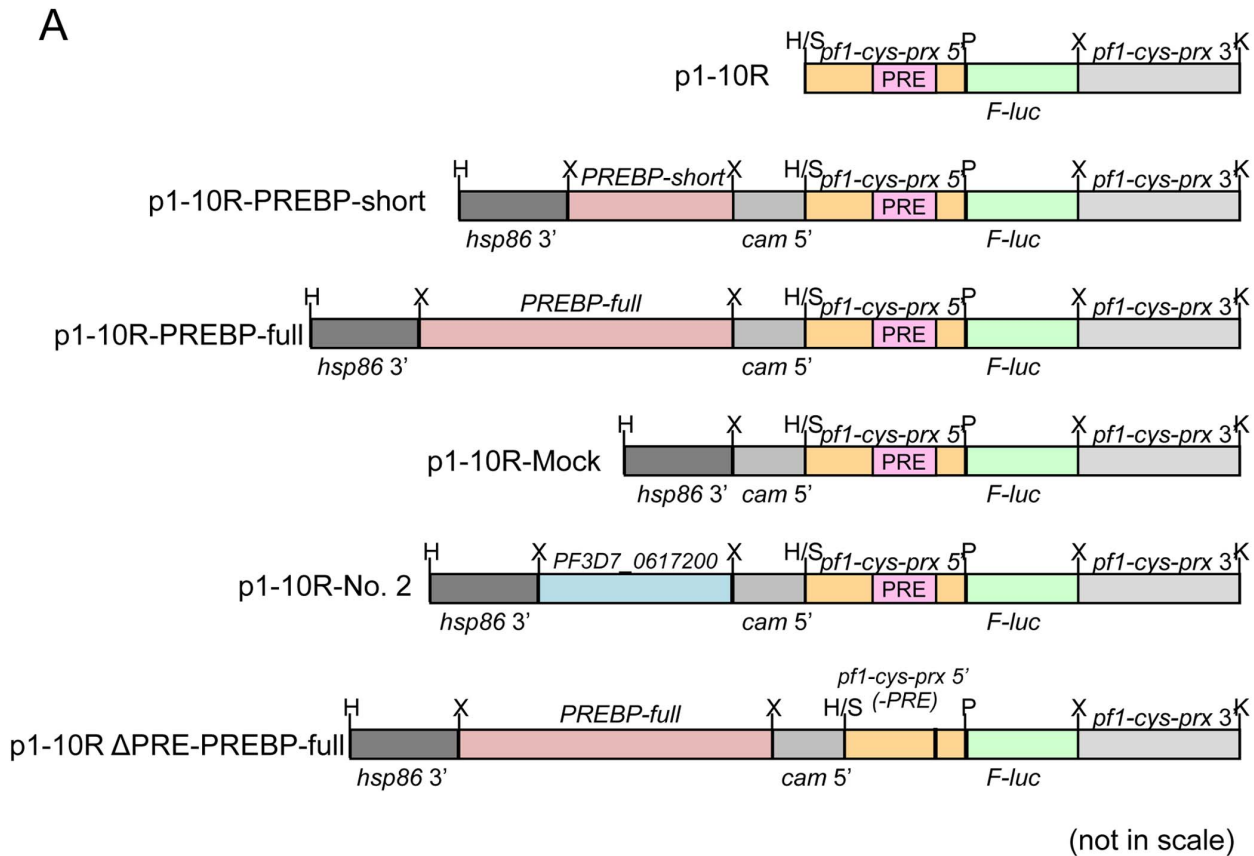 A
H/S pf1-cys-prx 5' P X pf1-cys-prx 3' K
p1-10R PRE
F-luc
H X PREBP-short X H/S pf1-cys-prx 5' P X pf1-cys-prx 3' K
p1-10R-PREBP-short PRE
hsp86 3’ cam 5’ F-luc
H X PREBP-full X H/S pf1-cys-prx 5' P X pf1-cys-prx 3' K
p1-10R-PREBP-full PRE
hsp86 3’ cam 5’ F-luc
H X H/S pf1-cys-prx 5' P X pf1-cys-prx 3' K
p1-10R-Mock PRE
hsp86 3’ cam 5’ F-luc
H X PF3D7_0617200 X H/S pf1-cys-prx 5' P X pf1-cys-prx 3' K
p1-10R-No. 2 PRE
hsp86 3’ cam 5’ F-luc
pf1-cys-prx 5’
H X PREBP-full X H/S (-PRE) P X pf1-cys-prx 3' K
p1-10R ΔPRE-PREBP-full
hsp86 3’ cam 5’ F-luc
(not in scale)